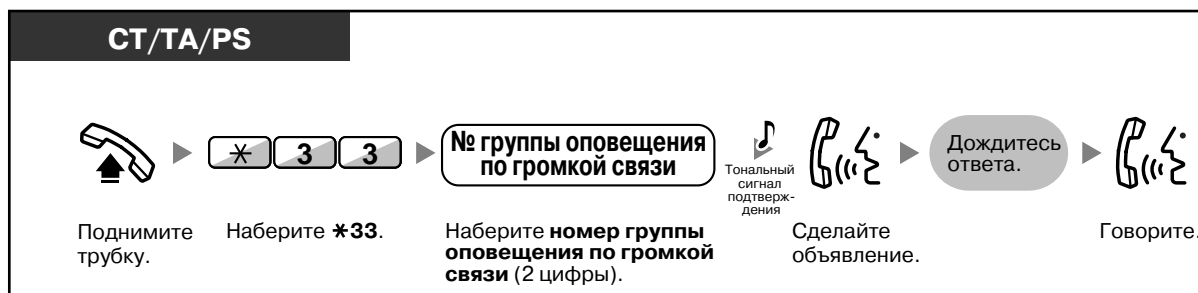 CT/TA/PS
✳ 3 3
№ группы оповещения
по громкой связи
Тональный
сигнал
подтверж-
дения
Дождитесь
ответа.
Поднимите
трубку.
Наберите ✳33.
Наберите номер группы
оповещения по громкой
связи (2 цифры).
Сделайте
объявление.
Говорите.